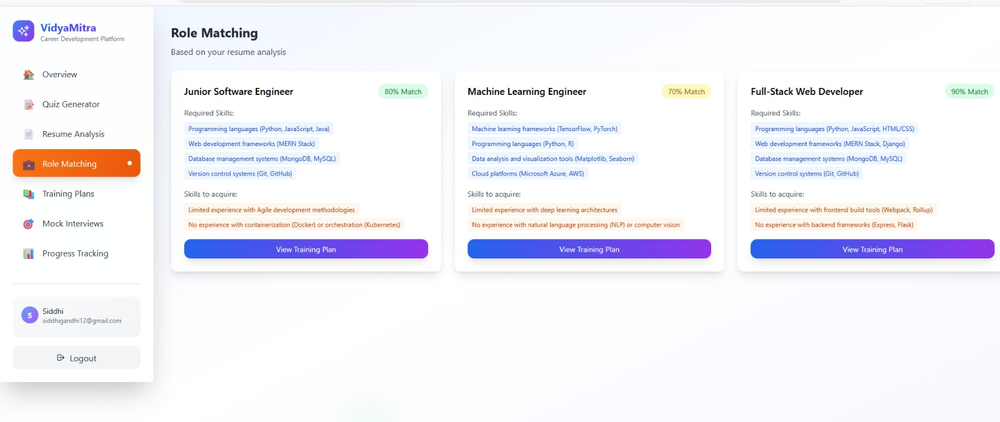 VidyaMitra
Career Development Platform
Overview
Quiz Generator
Resume Analysis
Role Matching
Training Plans
Mock Interviews
Progress Tracking
S
Siddhi
siddhigandhi12@gmail.com
Logout
Role Matching
Based on your resume analysis
Junior Software Engineer
80% Match
Required Skills:
Programming languages (Python, JavaScript, Java)
Web development frameworks (MERN Stack)
Database management systems (MongoDB, MySQL)
Version control systems (Git, GitHub)
Skills to acquire:
Limited experience with Agile development methodologies
No experience with containerization (Docker) or orchestration (Kubernetes)
View Training Plan
Machine Learning Engineer
70% Match
Required Skills:
Machine learning frameworks (TensorFlow, PyTorch)
Programming languages (Python, R)
Data analysis and visualization tools (Matplotlib, Seaborn)
Cloud platforms (Microsoft Azure, AWS)
Skills to acquire:
Limited experience with deep learning architectures
No experience with natural language processing (NLP) or computer vision
View Training Plan
Full-Stack Web Developer
90% Match
Required Skills:
Programming languages (Python, JavaScript, HTML/CSS)
Web development frameworks (MERN Stack, Django)
Database management systems (MongoDB, MySQL)
Version control systems (Git, GitHub)
Skills to acquire:
Limited experience with frontend build tools (Webpack, Rollup)
No experience with backend frameworks (Express, Flask)
View Training Plan